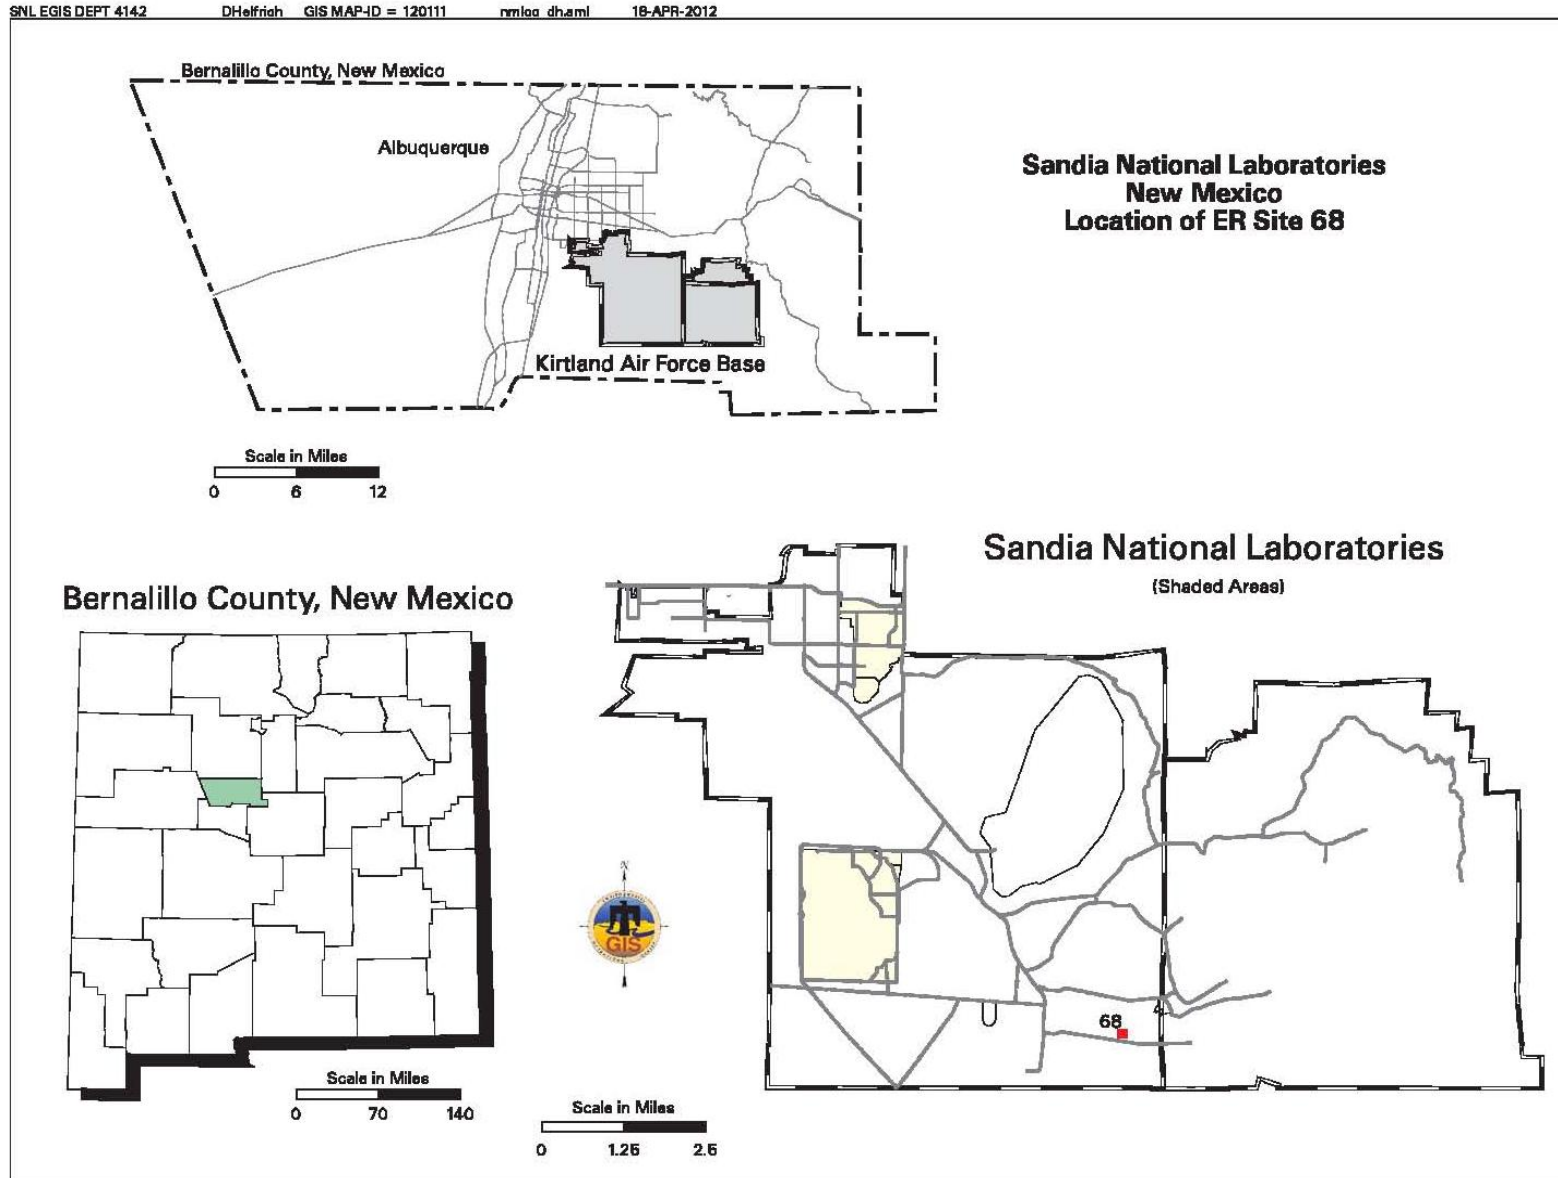 SNL EGIS DEPT 4142 DHelfrich GIS MAP-ID = 120111 nmloc_dh.aml 16-APR-2012
Bernalillo County, New Mexico
Albuquerque
Sandia National Laboratories
New Mexico
Location of ER Site 68
Kirtland Air Force Base
Scale in Miles
0 6 12
Sandia National Laboratories
(Shaded Areas)
Bernalillo County, New Mexico
N
GIS
68
Scale in Miles
0 70 140
Scale in Miles
0 1.25 2.5